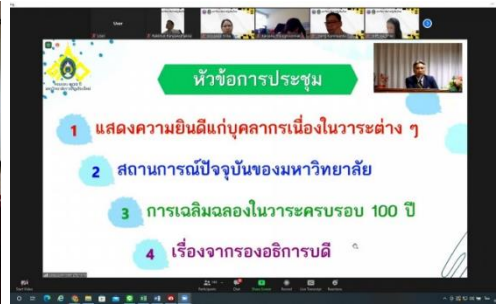 หัวข้อการประชุม
1 แสดงความยินดีแก่บุคลากรเนื่องในวาระต่าง ๆ
2 สถานการณ์ปัจจุบันของมหาวิทยาลัย
3 การเฉลิมฉลองในวาระครบรอบ 100 ปี
4 เรื่องจากรองอธิการบดี